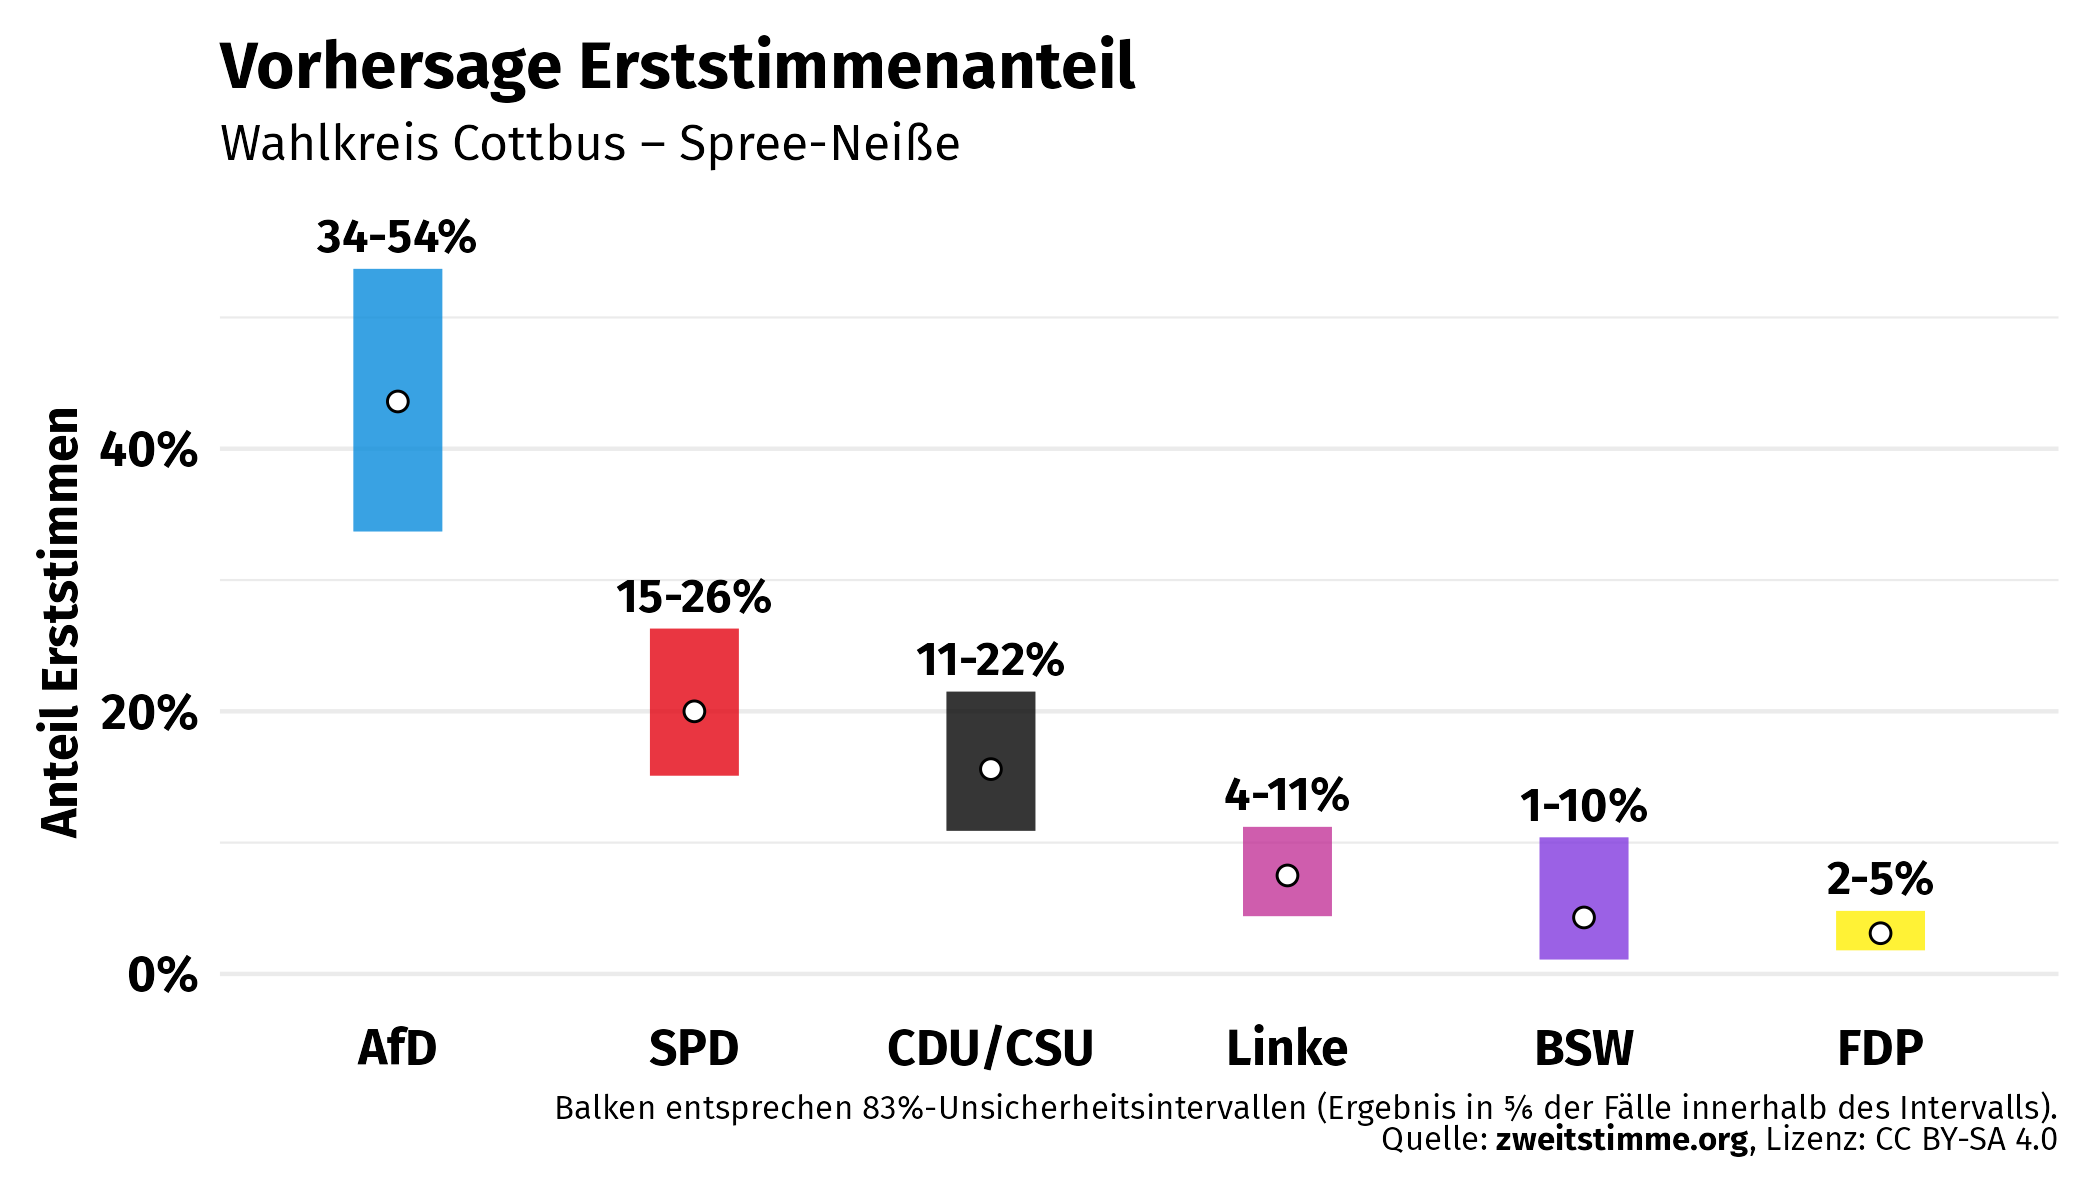 Vorhersage Erststimmenanteil
Wahlkreis Cottbus – Spree-Neiße
34-54%
15-26%
11-22%
4-11%
1-10%
2-5%
Anteil Erststimmen
40%
20%
0%
AfD
SPD
CDU/CSU
Linke
BSW
FDP
Balken entsprechen 83%-Unsicherheitsintervallen (Ergebnis in ⅚ der Fälle innerhalb des Intervalls).
Quelle: zweitstimme.org, Lizenz: CC BY-SA 4.0